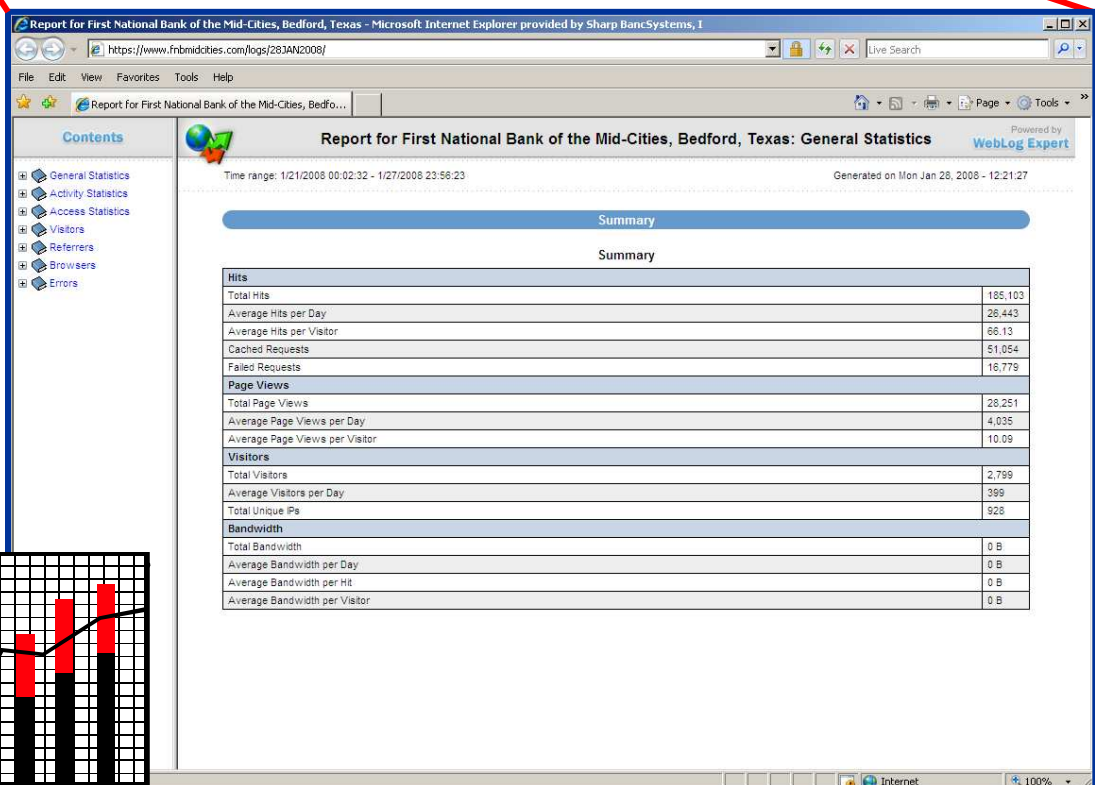 Report for First National Bank of the Mid-Cities, Bedford, Texas - Microsoft Internet Explorer provided by Sharp BancSystems, I
https://www.fnbmidcities.com/logs/28JAN2008/
Live Search
File Edit View Favorites Tools Help
Report for First National Bank of the Mid-Cities, Bedfo...
Page Tools »
Contents
Report for First National Bank of the Mid-Cities, Bedford, Texas: General Statistics
Powered by
WebLog Expert
General Statistics
Activity Statistics
Access Statistics
Visitors
Referrers
Browsers
Errors
Time range: 1/21/2008 00:02:32 - 1/27/2008 23:56:23
Generated on Mon Jan 28, 2008 - 12:21:27
Summary
Summary
Hits
Total Hits 185,103
Average Hits per Day 26,443
Average Hits per Visitor 66.13
Cached Requests 51,054
Failed Requests 16,779
Page Views
Total Page Views 28,251
Average Page Views per Day 4,035
Average Page Views per Visitor 10.09
Visitors
Total Visitors 2,799
Average Visitors per Day 399
Total Unique IPs 928
Bandwidth
Total Bandwidth 0 B
Average Bandwidth per Day 0 B
Average Bandwidth per Hit 0 B
Average Bandwidth per Visitor 0 B
Internet
100%